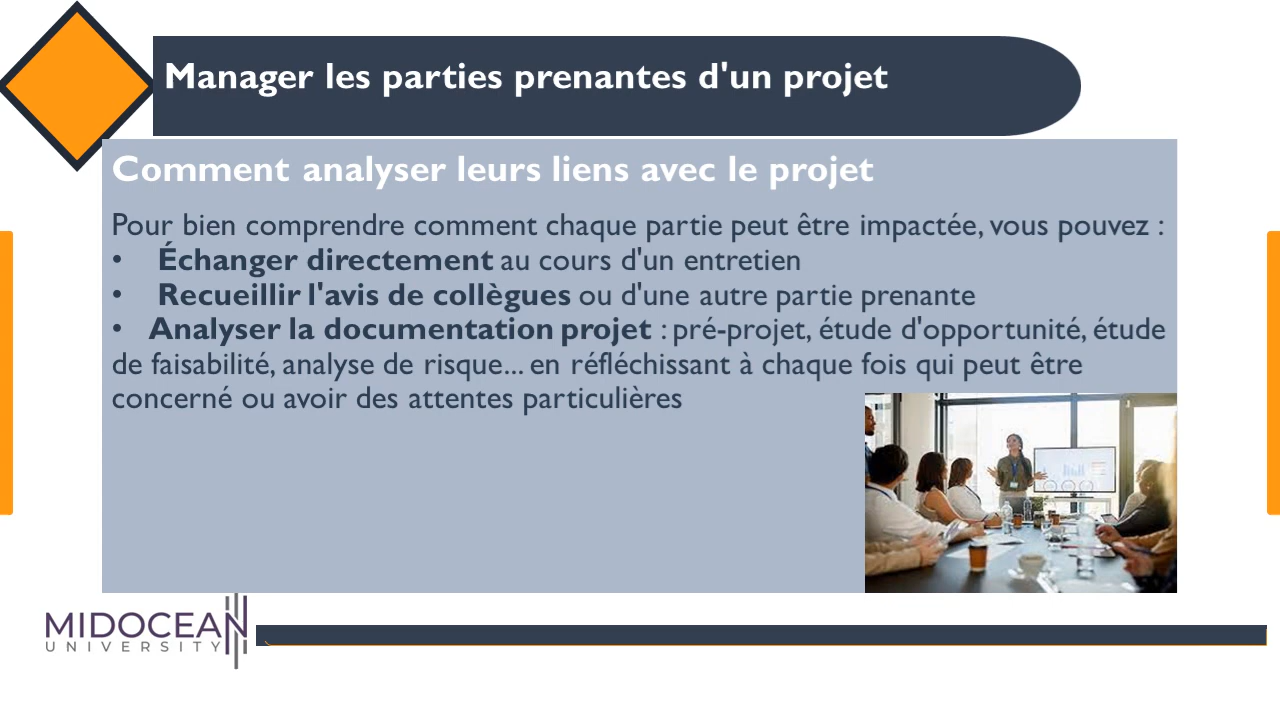 Manager les parties prenantes d'un projet
Comment analyser leurs liens avec le projet
Pour bien comprendre comment chaque partie peut être impactée, vous pouvez :
• Échanger directement au cours d'un entretien
• Recueillir l'avis de collègues ou d'une autre partie prenante
• Analyser la documentation projet : pré-projet, étude d'opportunité, étude
de faisabilité, analyse de risque... en réfléchissant à chaque fois qui peut être
concerné ou avoir des attentes particulières
MIDOCEAN
UNIVERSITY